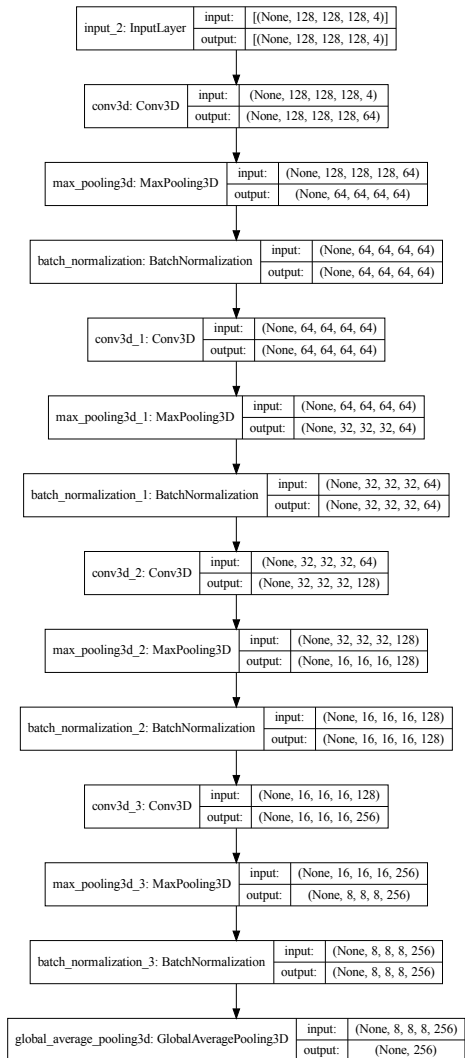 input_2: InputLayer
input: [(None, 128, 128, 128, 4)]
output: [(None, 128, 128, 128, 4)]
conv3d: Conv3D
input: (None, 128, 128, 128, 4)
output: (None, 128, 128, 128, 64)
max_pooling3d: MaxPooling3D
input: (None, 128, 128, 128, 64)
output: (None, 64, 64, 64, 64)
batch_normalization: BatchNormalization
input: (None, 64, 64, 64, 64)
output: (None, 64, 64, 64, 64)
conv3d_1: Conv3D
input: (None, 64, 64, 64, 64)
output: (None, 64, 64, 64, 64)
max_pooling3d_1: MaxPooling3D
input: (None, 64, 64, 64, 64)
output: (None, 32, 32, 32, 64)
batch_normalization_1: BatchNormalization
input: (None, 32, 32, 32, 64)
output: (None, 32, 32, 32, 64)
conv3d_2: Conv3D
input: (None, 32, 32, 32, 64)
output: (None, 32, 32, 32, 128)
max_pooling3d_2: MaxPooling3D
input: (None, 32, 32, 32, 128)
output: (None, 16, 16, 16, 128)
batch_normalization_2: BatchNormalization
input: (None, 16, 16, 16, 128)
output: (None, 16, 16, 16, 128)
conv3d_3: Conv3D
input: (None, 16, 16, 16, 128)
output: (None, 16, 16, 16, 256)
max_pooling3d_3: MaxPooling3D
input: (None, 16, 16, 16, 256)
output: (None, 8, 8, 8, 256)
batch_normalization_3: BatchNormalization
input: (None, 8, 8, 8, 256)
output: (None, 8, 8, 8, 256)
global_average_pooling3d: GlobalAveragePooling3D
input: (None, 8, 8, 8, 256)
output: (None, 256)